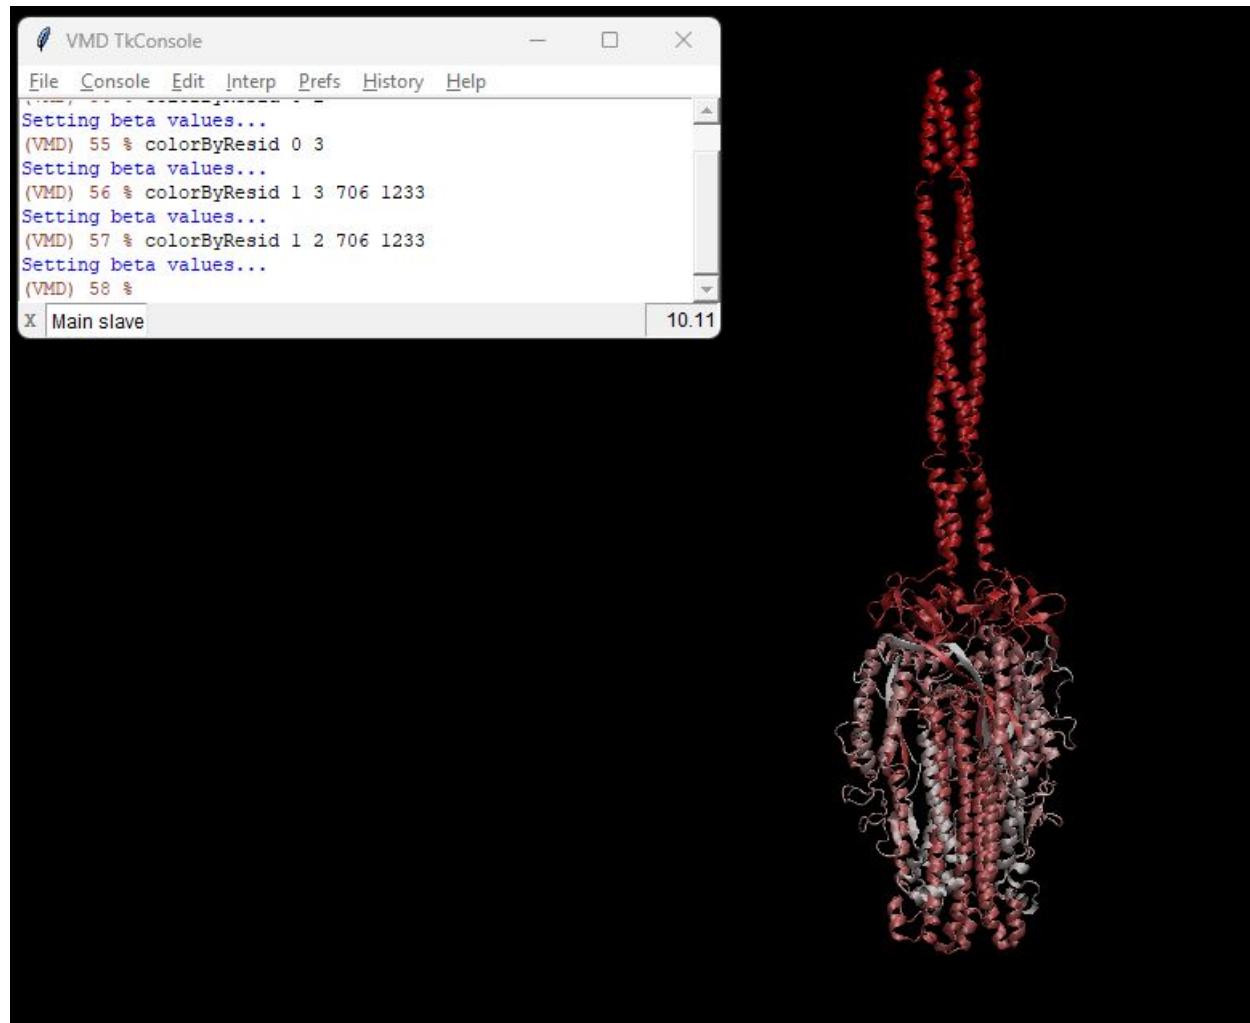 VMD TkConsole
File Console Edit Interp Prefs History Help
Setting beta values...
(VMD) 55 % colorByResid 0 3
Setting beta values...
(VMD) 56 % colorByResid 1 3 706 1233
Setting beta values...
(VMD) 57 % colorByResid 1 2 706 1233
Setting beta values...
(VMD) 58 %
X Main slave 10.11